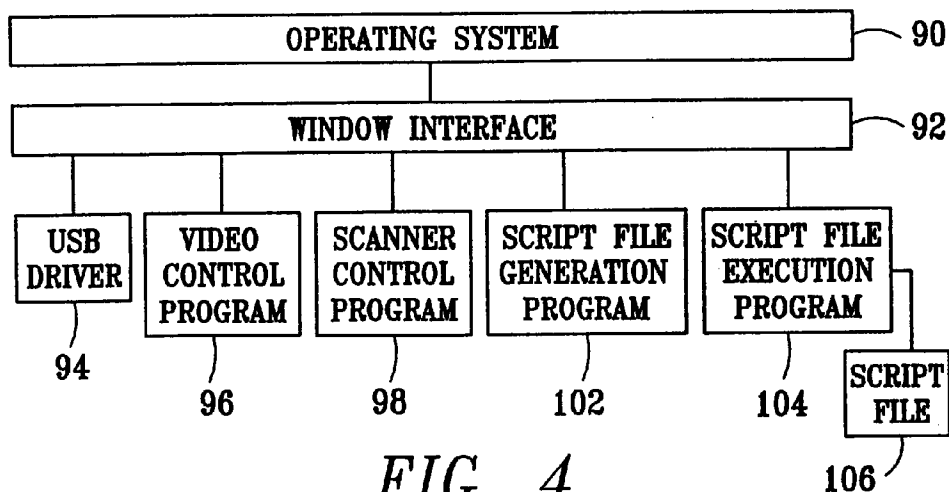 OPERATING SYSTEM
90
WINDOW INTERFACE
92
USB
DRIVER
94
VIDEO
CONTROL
PROGRAM
96
SCANNER
CONTROL
PROGRAM
98
SCRIPT FILE
GENERATION
PROGRAM
102
SCRIPT FILE
EXECUTION
PROGRAM
104
SCRIPT
FILE
106
FIG. 4